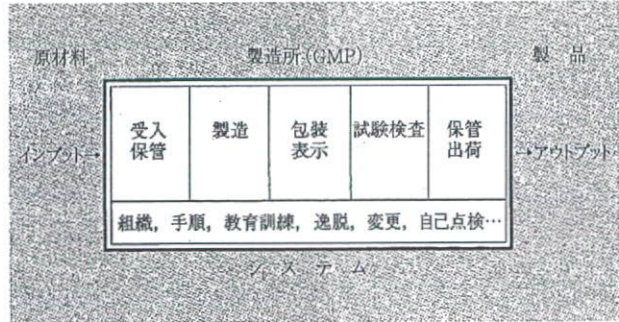 原材料 製造所(GMP) 製品
受入 製造 包装 試験検査 保管
インプット→ 保管 表示 出荷 →アウトプット
組織，手順，教育訓練，逸脱，変更，自己点検…
システム